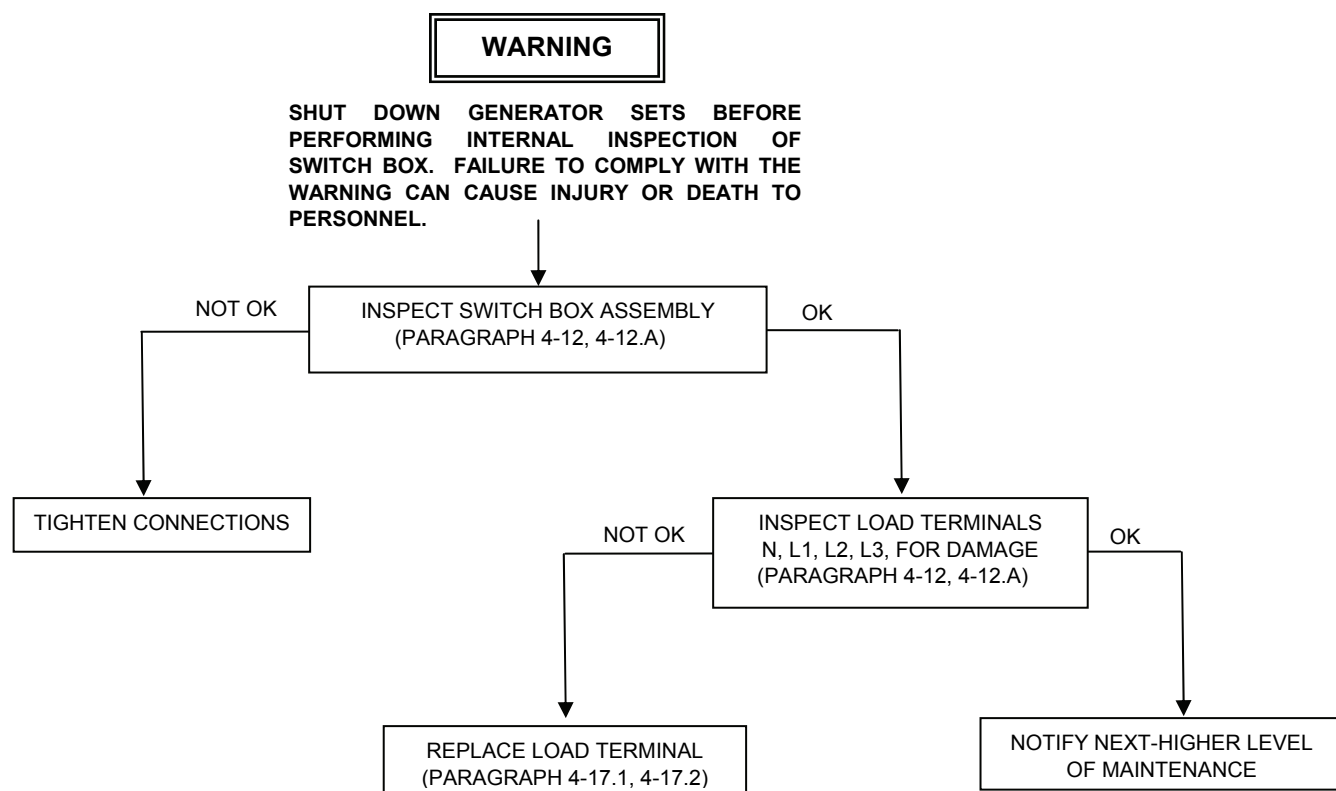 WARNING
SHUT DOWN GENERATOR SETS BEFORE
PERFORMING INTERNAL INSPECTION OF
SWITCH BOX. FAILURE TO COMPLY WITH THE
WARNING CAN CAUSE INJURY OR DEATH TO
PERSONNEL.
NOT OK
INSPECT SWITCH BOX ASSEMBLY
(PARAGRAPH 4-12, 4-12.A)
OK
TIGHTEN CONNECTIONS
NOT OK
INSPECT LOAD TERMINALS
N, L1, L2, L3, FOR DAMAGE
(PARAGRAPH 4-12, 4-12.A)
OK
REPLACE LOAD TERMINAL
(PARAGRAPH 4-17.1, 4-17.2)
NOTIFY NEXT-HIGHER LEVEL
OF MAINTENANCE